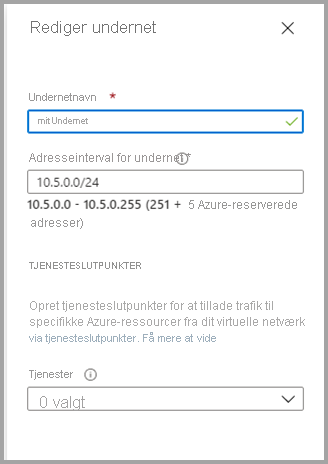 Rediger undernet
Undernetnavn *
mit Undernet
Adresseinterval for undernet *
10.5.0.0/24
10.5.0.0 - 10.5.0.255 (251 + 5 Azure-reserverede
adresser)
TJENESTESLUTPUNKTER
Opret tjenesteslutpunkter for at tillade trafik til
specifikke Azure-ressourcer fra dit virtuelle netværk
via tjenesteslutpunkter. Få mere at vide
Tjenester
0 valgt